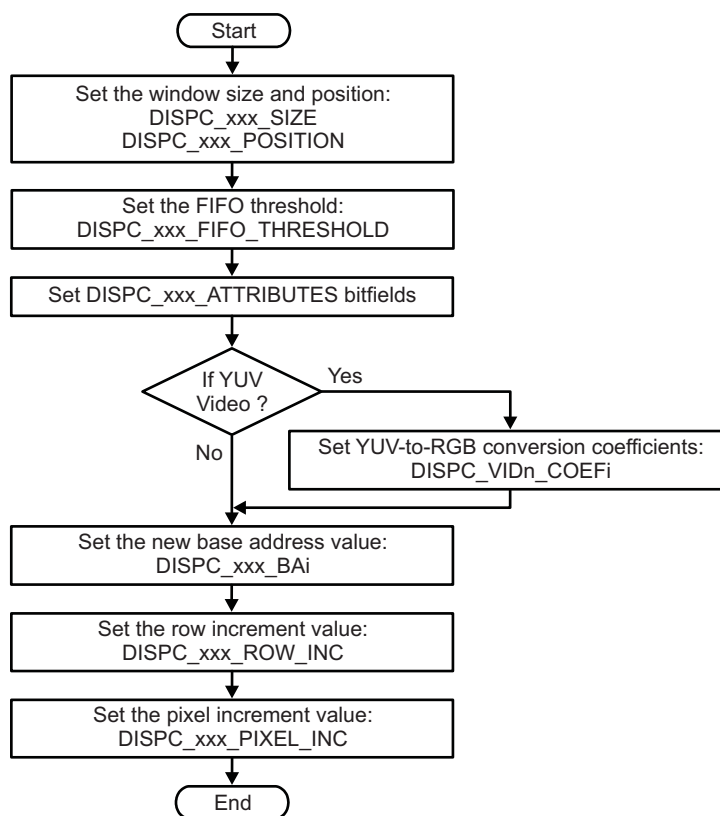 Start
Set the window size and position:
DISPC_xxx_SIZE
DISPC_xxx_POSITION
Set the FIFO threshold:
DISPC_xxx_FIFO_THRESHOLD
Set DISPC_xxx_ATTRIBUTES bitfields
If YUV
Video ?
Yes
No
Set YUV-to-RGB conversion coefficients:
DISPC_VIDn_COEFi
Set the new base address value:
DISPC_xxx_BAi
Set the row increment value:
DISPC_xxx_ROW_INC
Set the pixel increment value:
DISPC_xxx_PIXEL_INC
End